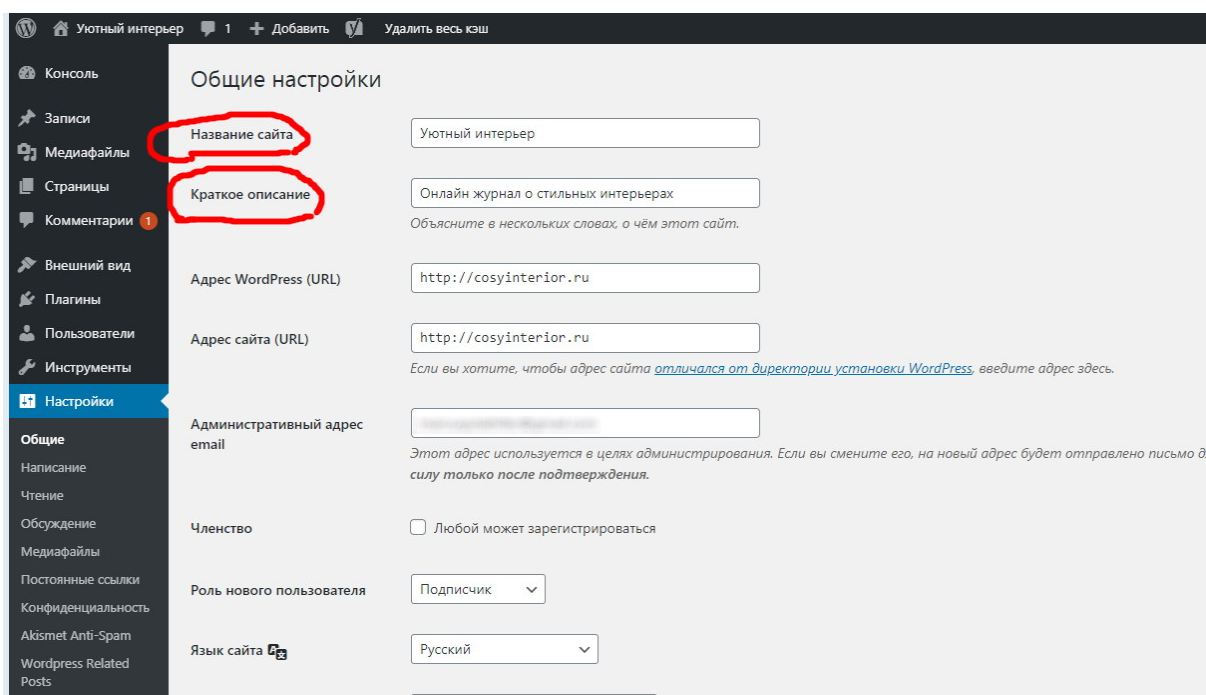 Уютный интерьер 1 Добавить Удалить весь кэш
Консоль
Записи
Медиафайлы
Страницы
Комментарии 1
Внешний вид
Плагины
Пользователи
Инструменты
Настройки
Общие
Написание
Чтение
Обсуждение
Медиафайлы
Постоянные ссылки
Конфиденциальность
Akismet Anti-Spam
Wordpress Related
Posts
Общие настройки
Название сайта Уютный интерьер
Краткое описание Онлайн журнал о стильных интерьерах
Объясните в нескольких словах, о чём этот сайт.
Адрес WordPress (URL) http://cosyinterior.ru
Адрес сайта (URL) http://cosyinterior.ru
Если вы хотите, чтобы адрес сайта отличался от директории установки WordPress, введите адрес здесь.
Административный адрес
email
Этот адрес используется в целях администрирования. Если вы смените его, на новый адрес будет отправлено письмо
силу только после подтверждения.
Членство Любой может зарегистрироваться
Роль нового пользователя Подписчик
Язык сайта Русский